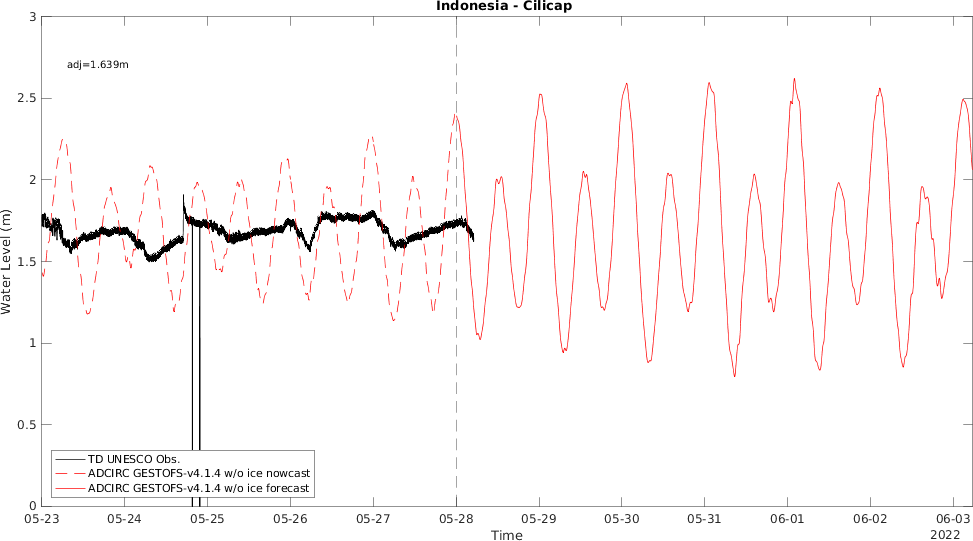 Indonesia - Cilicap
adj=1.639m
Water Level (m)
3
2.5
2
1.5
1
0.5
0
TD UNESCO Obs.
ADCIRC GESTOFS-v4.1.4 w/o ice nowcast
ADCIRC GESTOFS-v4.1.4 w/o ice forecast
05-23 05-24 05-25 05-26 05-27 05-28 05-29 05-30 05-31 06-01 06-02 06-03
2022
Time